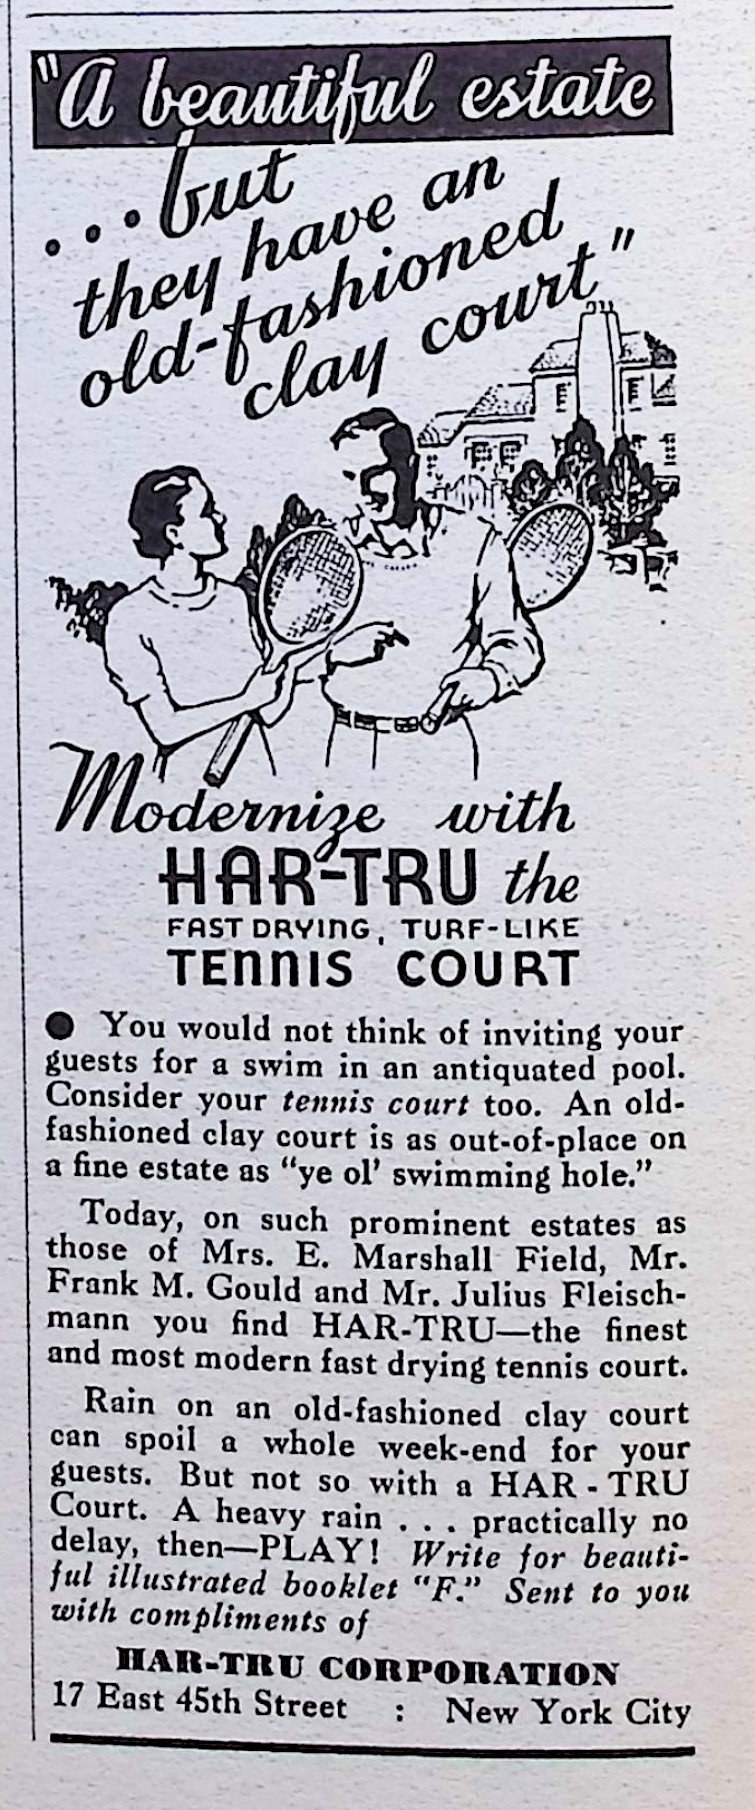 "A beautiful estate
...but
they have an
old-fashioned
clay court"
Modernize with
HAR-TRU the
FAST DRYING, TURF-LIKE
TENNIS COURT
● You would not think of inviting your
guests for a swim in an antiquated pool.
Consider your tennis court too. An old-
fashioned clay court is as out-of-place on
a fine estate as "ye ol' swimming hole."
Today, on such prominent estates as
those of Mrs. E. Marshall Field, Mr.
Frank M. Gould and Mr. Julius Fleisch-
mann you find HAR-TRU—the finest
and most modern fast drying tennis court.
Rain on an old-fashioned clay court
can spoil a whole week-end for your
guests. But not so with a HAR-TRU
Court. A heavy rain . . . practically no
delay, then—PLAY! Write for beauti-
ful illustrated booklet "F." Sent to you
with compliments of
HAR-TRU CORPORATION
17 East 45th Street : New York City